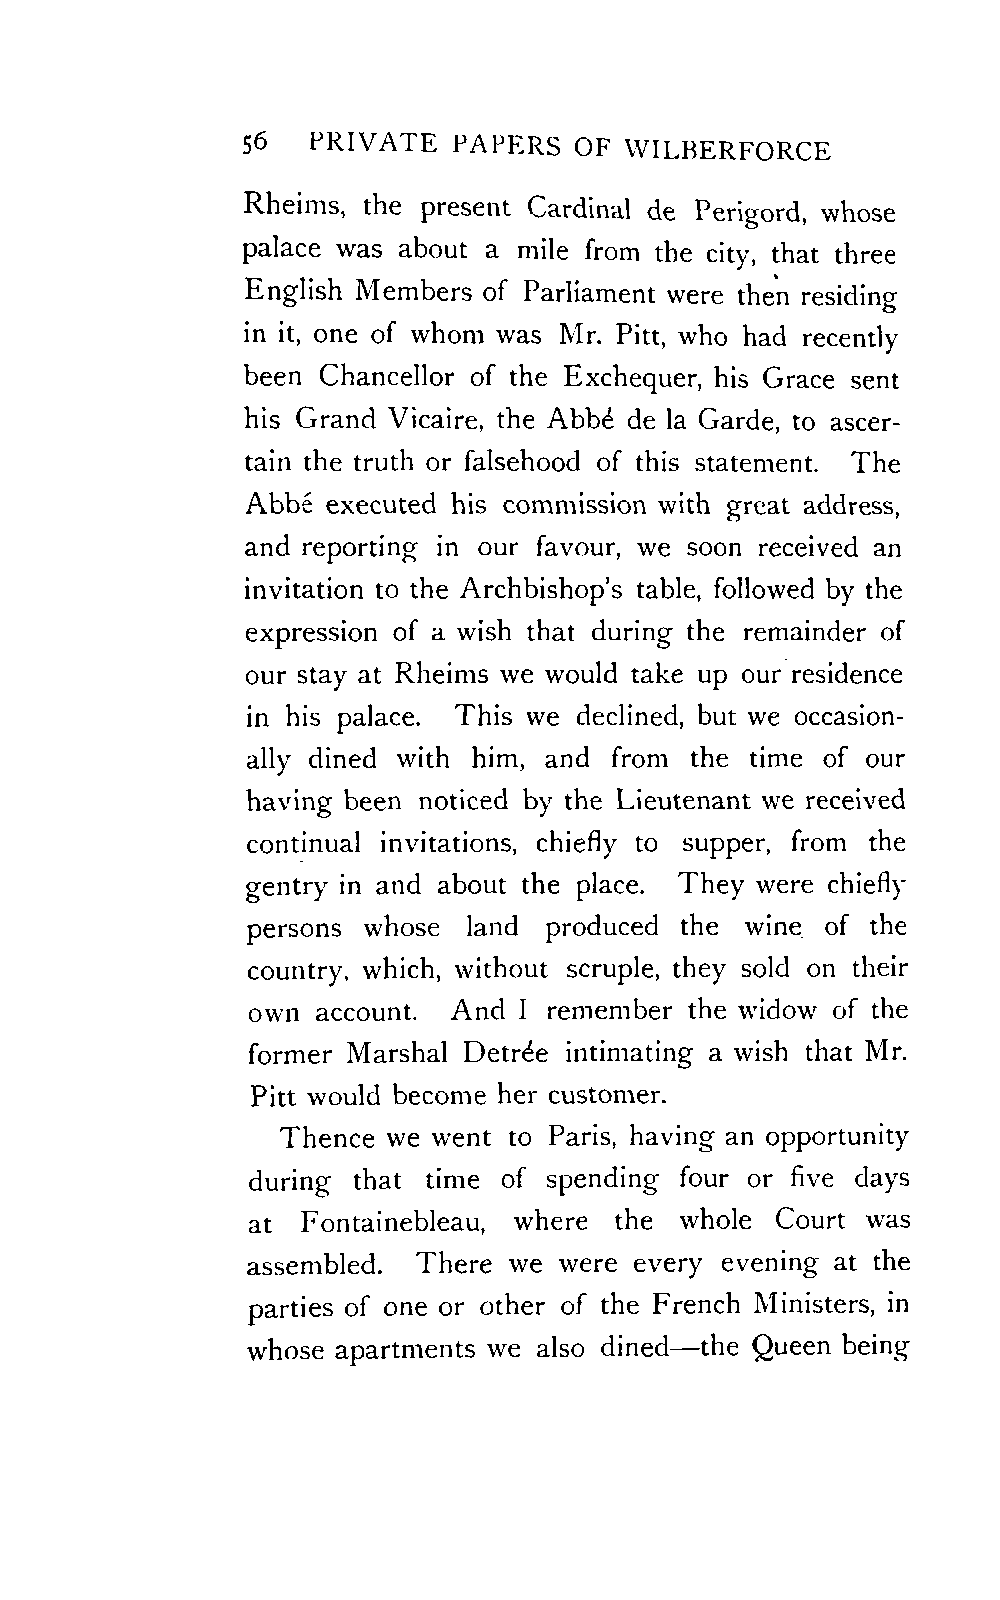 56 PRIVATE PAPERS OF WILBERFORCE
Rheims, the present Cardinal de Perigord, whose
palace was about a mile from the city, that three
English Members of Parliament were then residing
in it, one of whom was Mr. Pitt, who had recently
been Chancellor of the Exchequer, his Grace sent
his Grand Vicaire, the Abbé de la Garde, to ascer-
tain the truth or falsehood of this statement. The
Abbé executed his commission with great address,
and reporting in our favour, we soon received an
invitation to the Archbishop's table, followed by the
expression of a wish that during the remainder of
our stay at Rheims we would take up our residence
in his palace. This we declined, but we occasion-
ally dined with him, and from the time of our
having been noticed by the Lieutenant we received
continual invitations, chiefly to supper, from the
gentry in and about the place. They were chiefly
persons whose land produced the wine of the
country, which, without scruple, they sold on their
own account. And I remember the widow of the
former Marshal Detrée intimating a wish that Mr.
Pitt would become her customer.
Thence we went to Paris, having an opportunity
during that time of spending four or five days
at Fontainebleau, where the whole Court was
assembled. There we were every evening at the
parties of one or other of the French Ministers, in
whose apartments we also dined—the Queen being